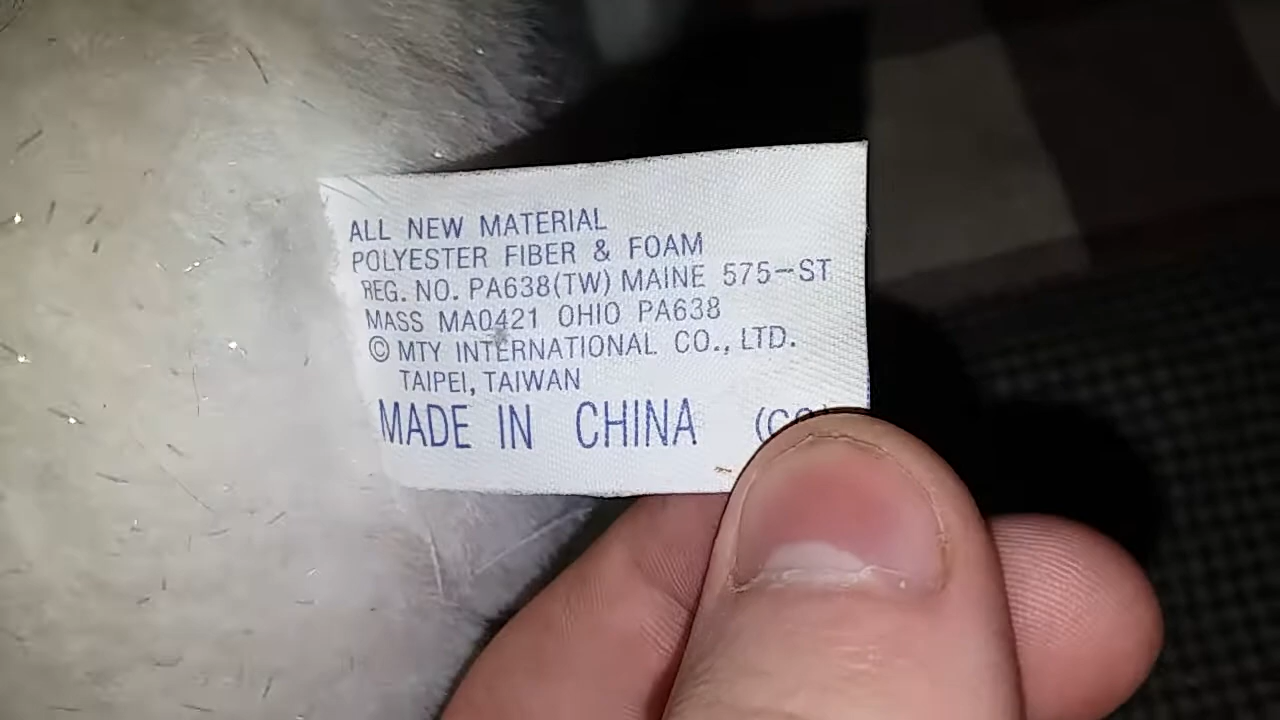 ALL NEW MATERIAL
POLYESTER FIBER & FOAM
REG. NO. PA638(TW) MAINE 575-ST
MASS MA0421 OHIO PA638
© MTY INTERNATIONAL CO., LTD.
TAIPEI, TAIWAN
MADE IN CHINA